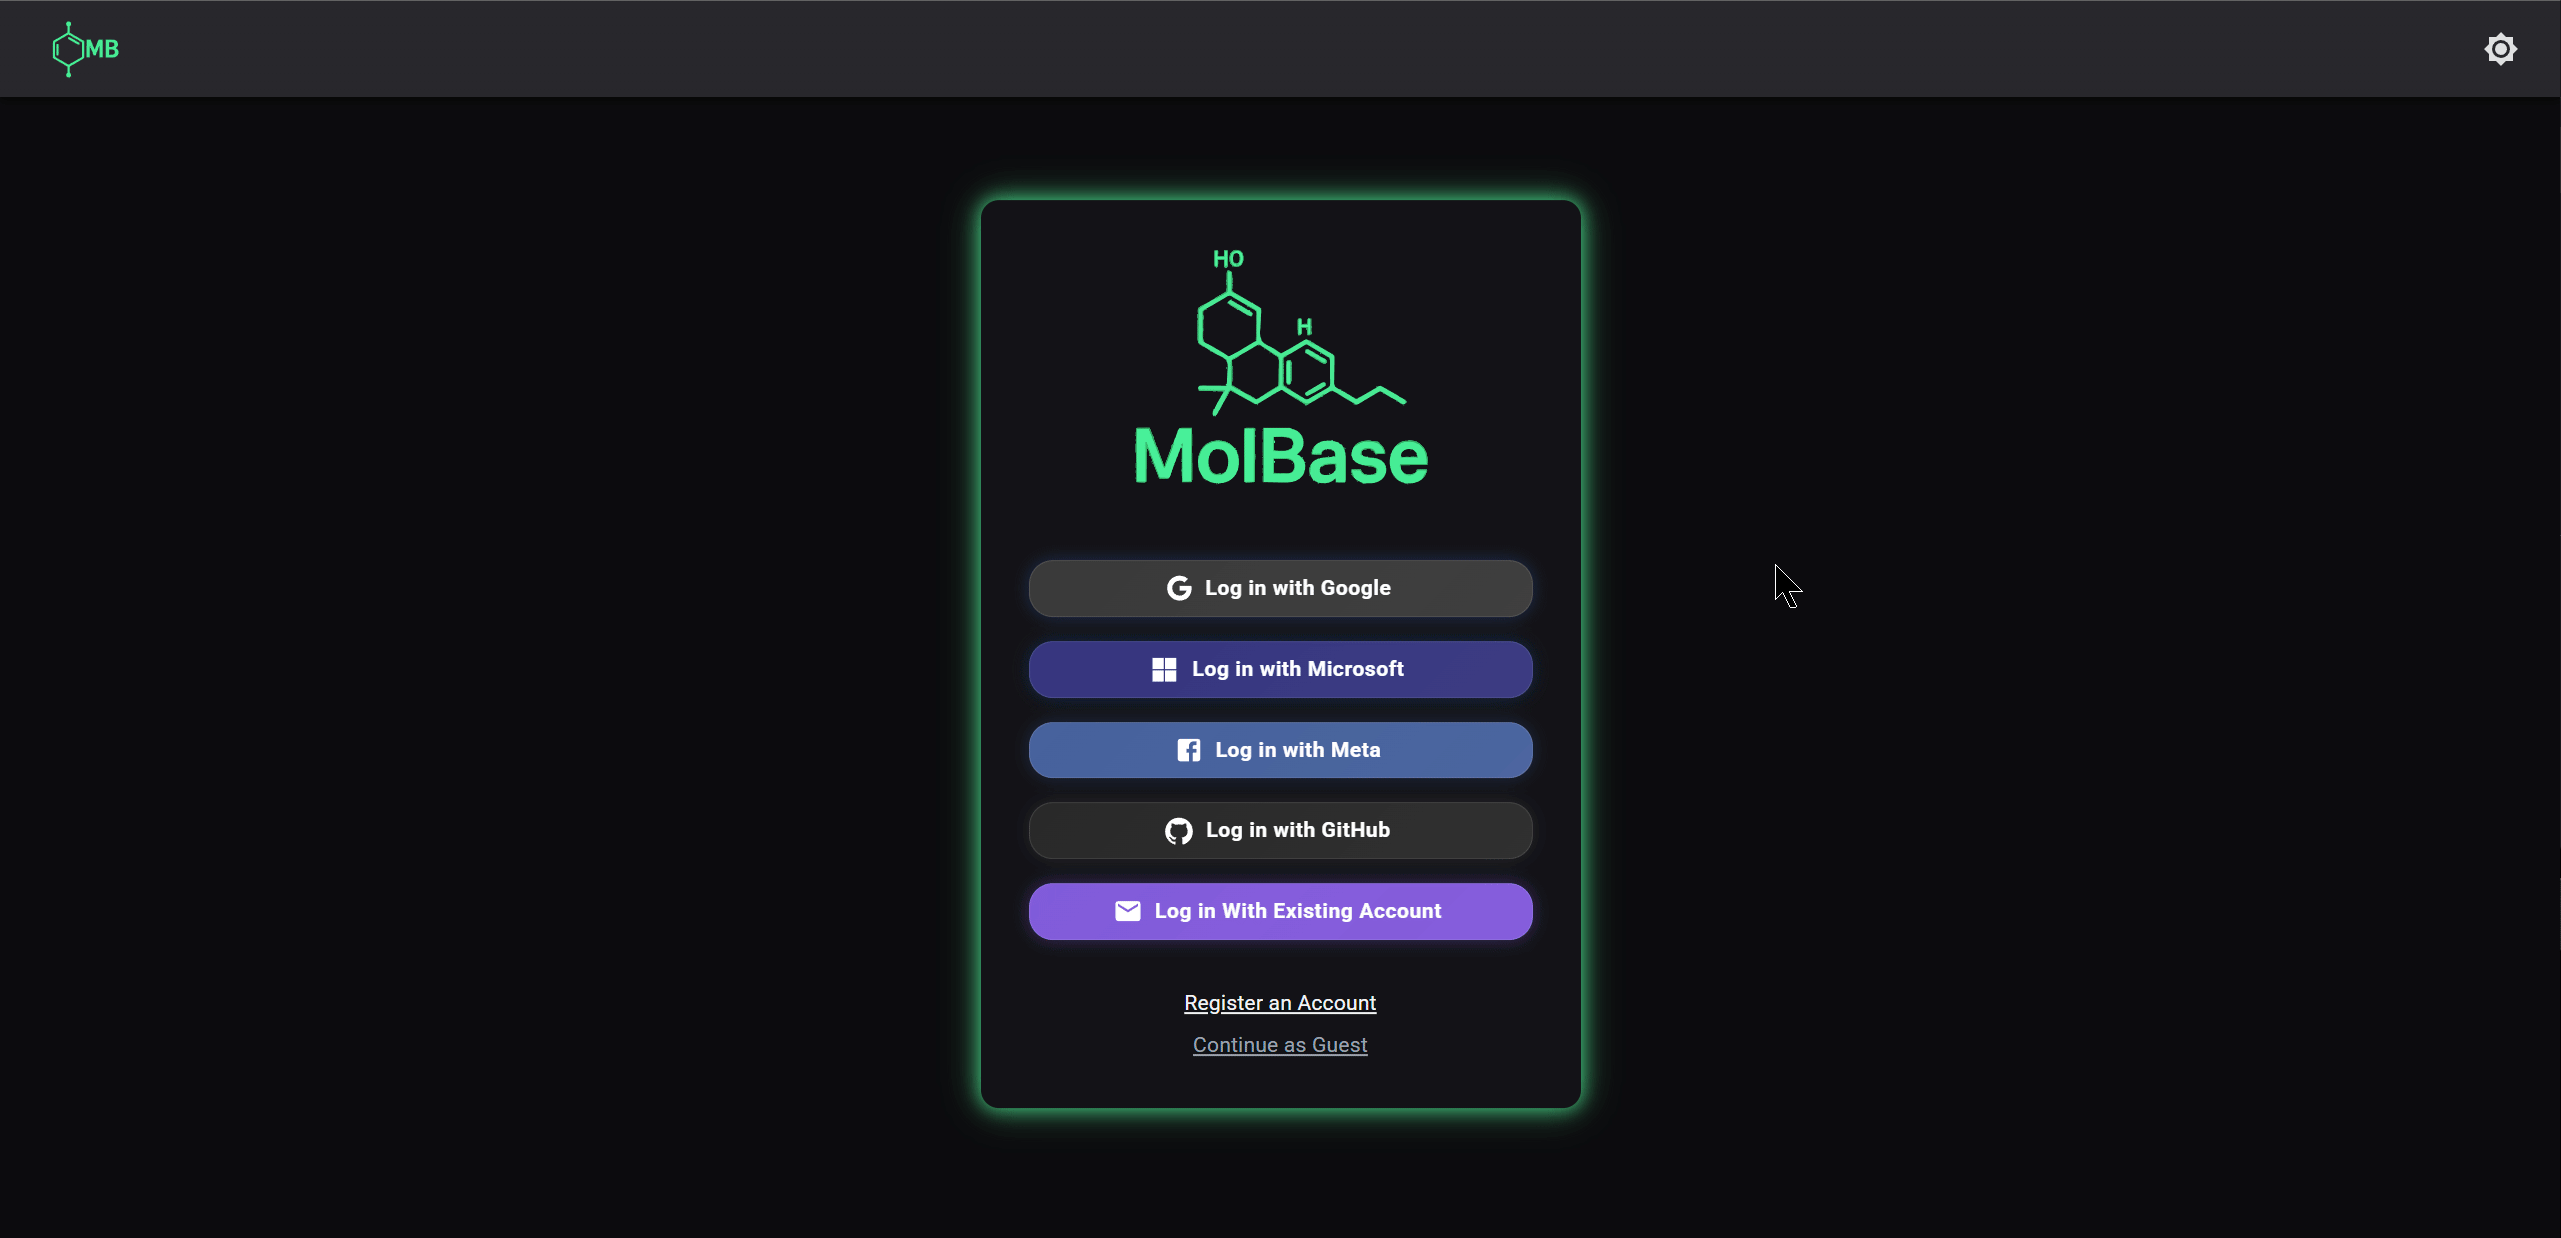 MB
HO
H
MolBase
Log in with Google
Log in with Microsoft
Log in with Meta
Log in with GitHub
Log in With Existing Account
Register an Account
Continue as Guest